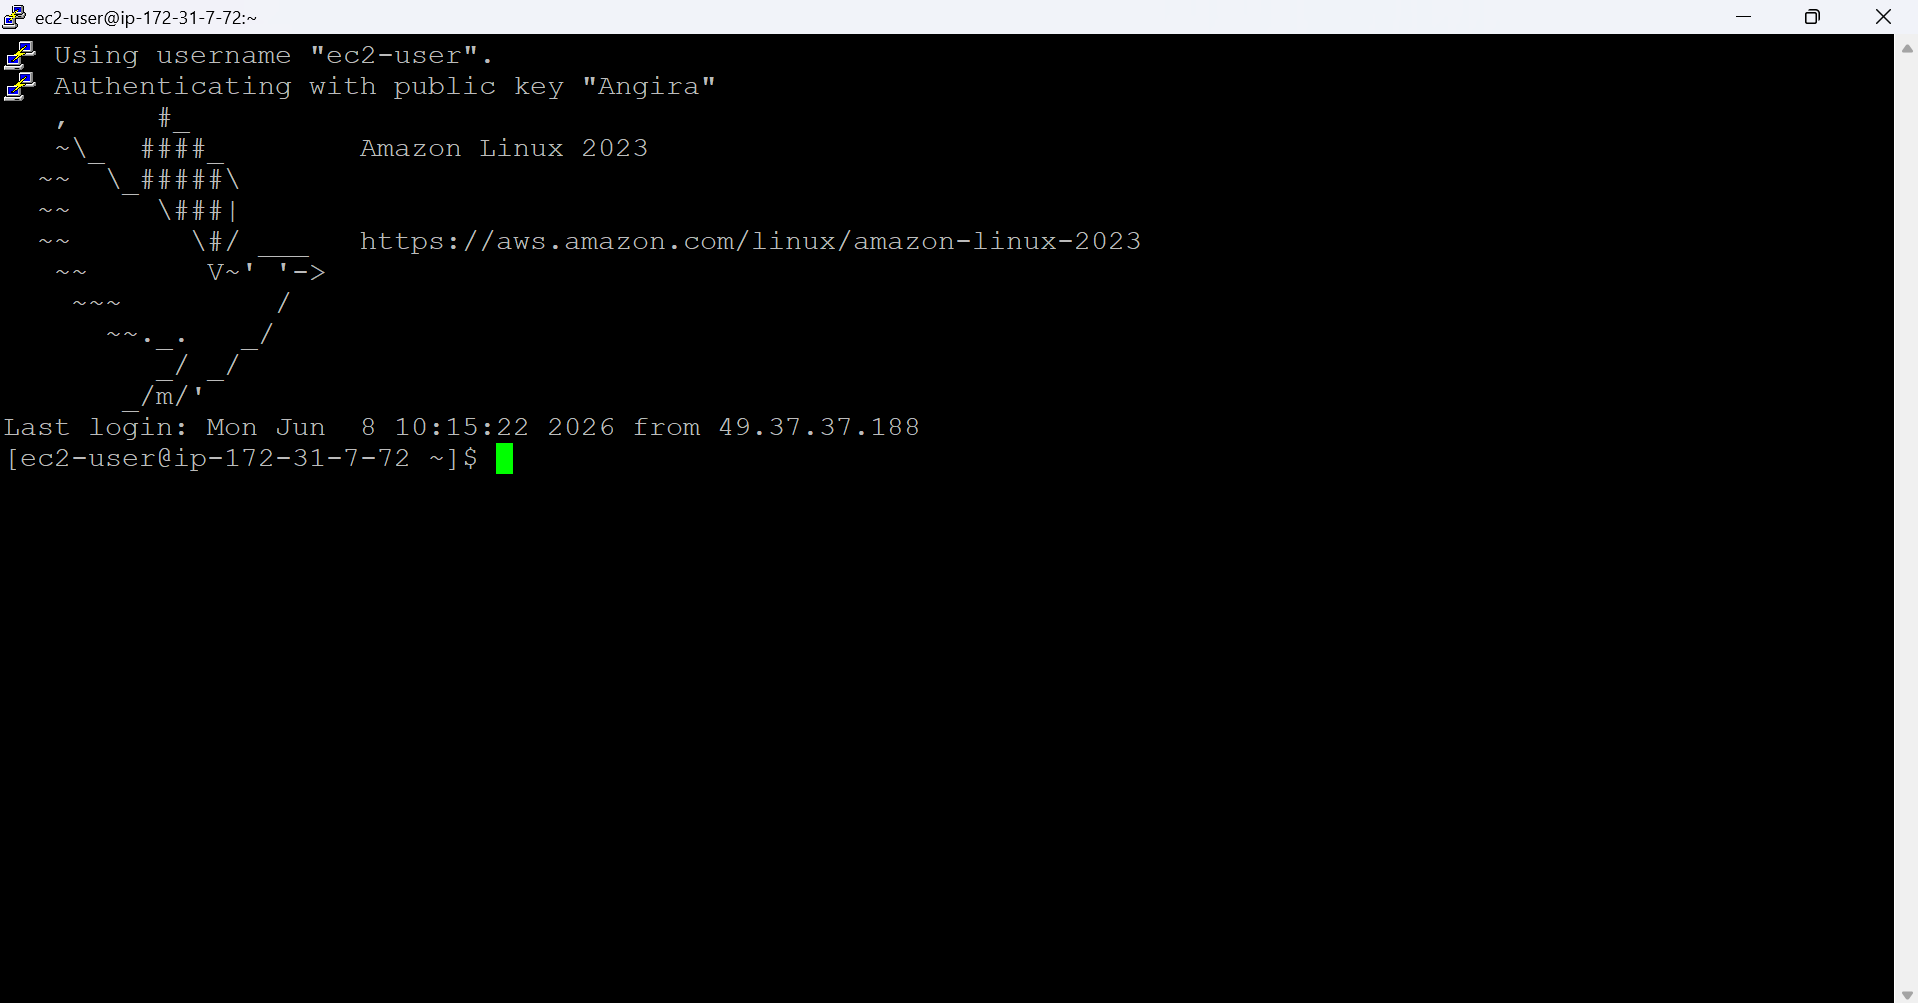 ec2-user@ip-172-31-7-72:~
Using username "ec2-user".
Authenticating with public key "Angira"
   ,     #_
   ~\_  ####_        Amazon Linux 2023
  ~~  \_#####\
  ~~     \###|
  ~~       \#/ ___   https://aws.amazon.com/linux/amazon-linux-2023
   ~~       V~' '->
    ~~~         /
      ~~._.   _/
         _/ _/
       _/m/'
Last login: Mon Jun  8 10:15:22 2026 from 49.37.37.188
[ec2-user@ip-172-31-7-72 ~]$